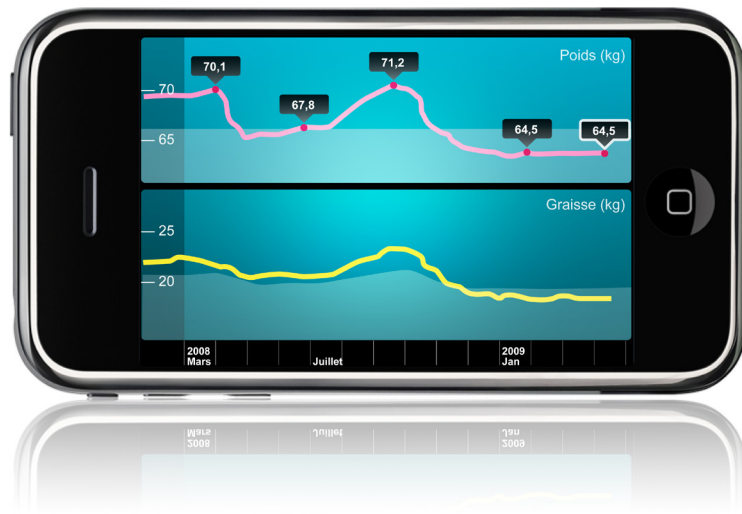 Poids (kg)
70,1
71,2
67,8
64,5
64,5
70
65
Graisse (kg)
25
20
2008
Mars
Juillet
2009
Jan